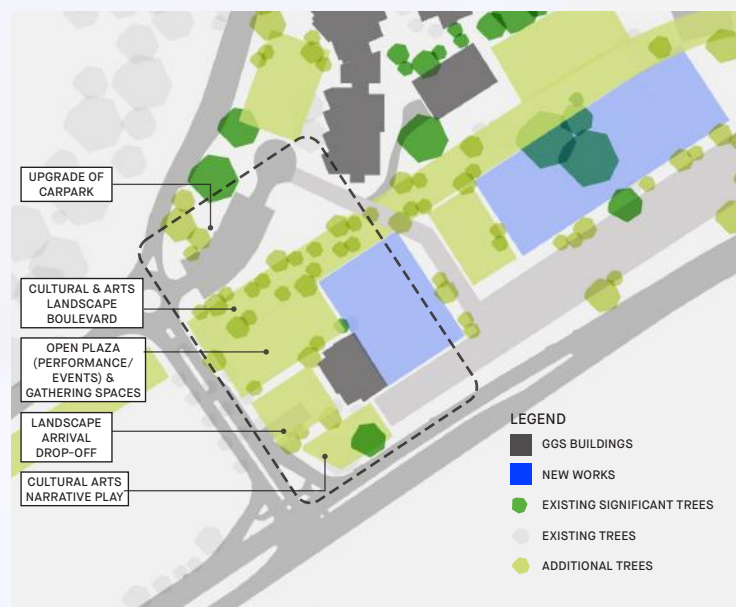 UPGRADE OF
CARPARK
CULTURAL & ARTS
LANDSCAPE
BOULEVARD
OPEN PLAZA
(PERFORMANCE/
EVENTS) &
GATHERING SPACES
LANDSCAPE
ARRIVAL
DROP-OFF
CULTURAL ARTS
NARRATIVE PLAY
LEGEND
GGS BUILDINGS
NEW WORKS
EXISTING SIGNIFICANT TREES
EXISTING TREES
ADDITIONAL TREES